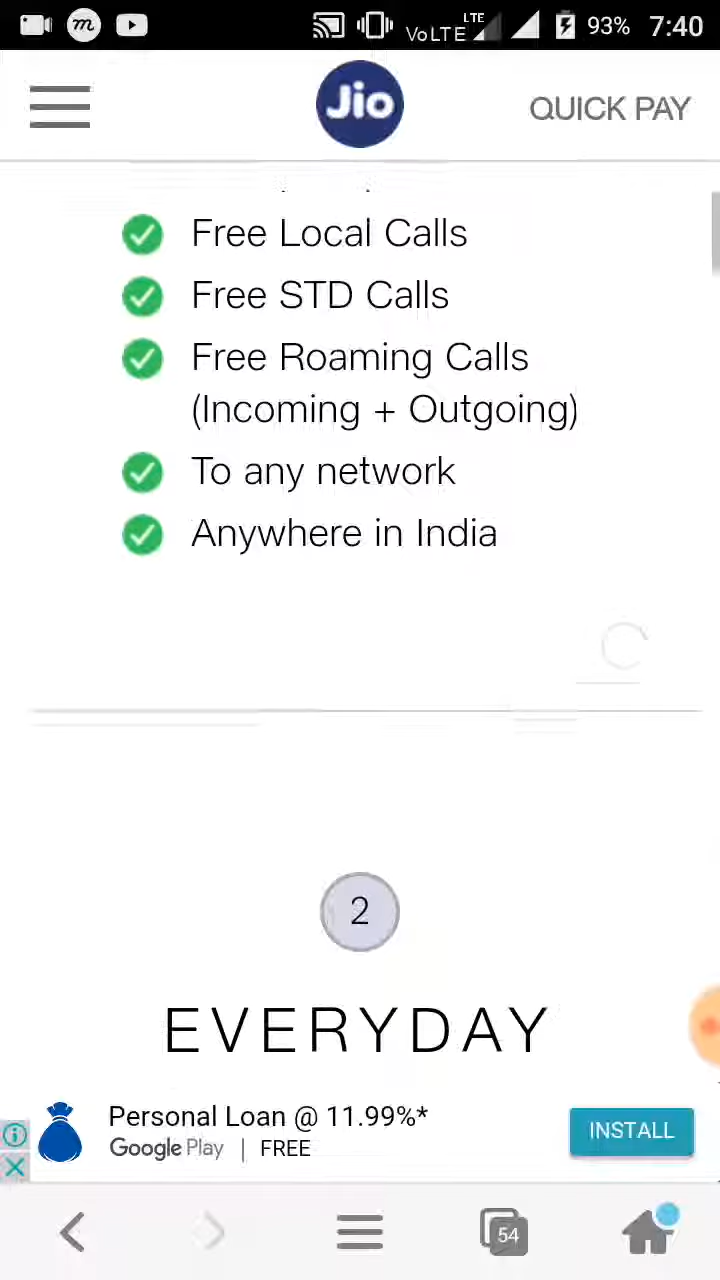 m VoLTE LTE 93% 7:40
Jio QUICK PAY
Free Local Calls
Free STD Calls
Free Roaming Calls
(Incoming + Outgoing)
To any network
Anywhere in India
2
EVERYDAY
Personal Loan @ 11.99%*
Google Play | FREE
INSTALL
54